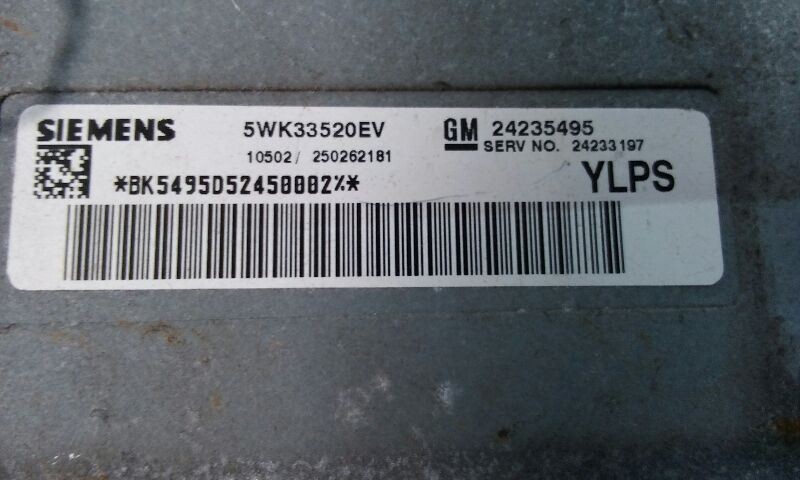 SIEMENS 5WK33520EV GM 24235495
10502/ 250262181 SERV NO. 24233197
*BK5495D52450002%* YLPS